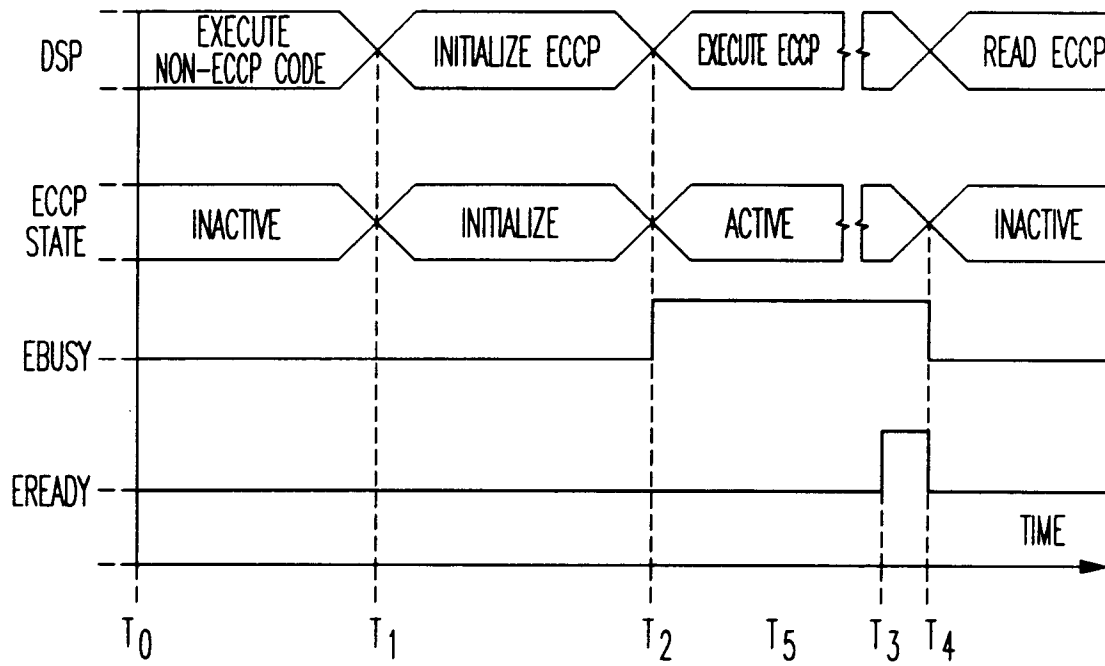 DSP
EXECUTE
NON-ECCP CODE
INITIALIZE ECCP
EXECUTE ECCP
READ ECCP
ECCP
STATE
INACTIVE
INITIALIZE
ACTIVE
INACTIVE
EBUSY
EREADY
TIME
T0 T1 T2 T5 T3 T4